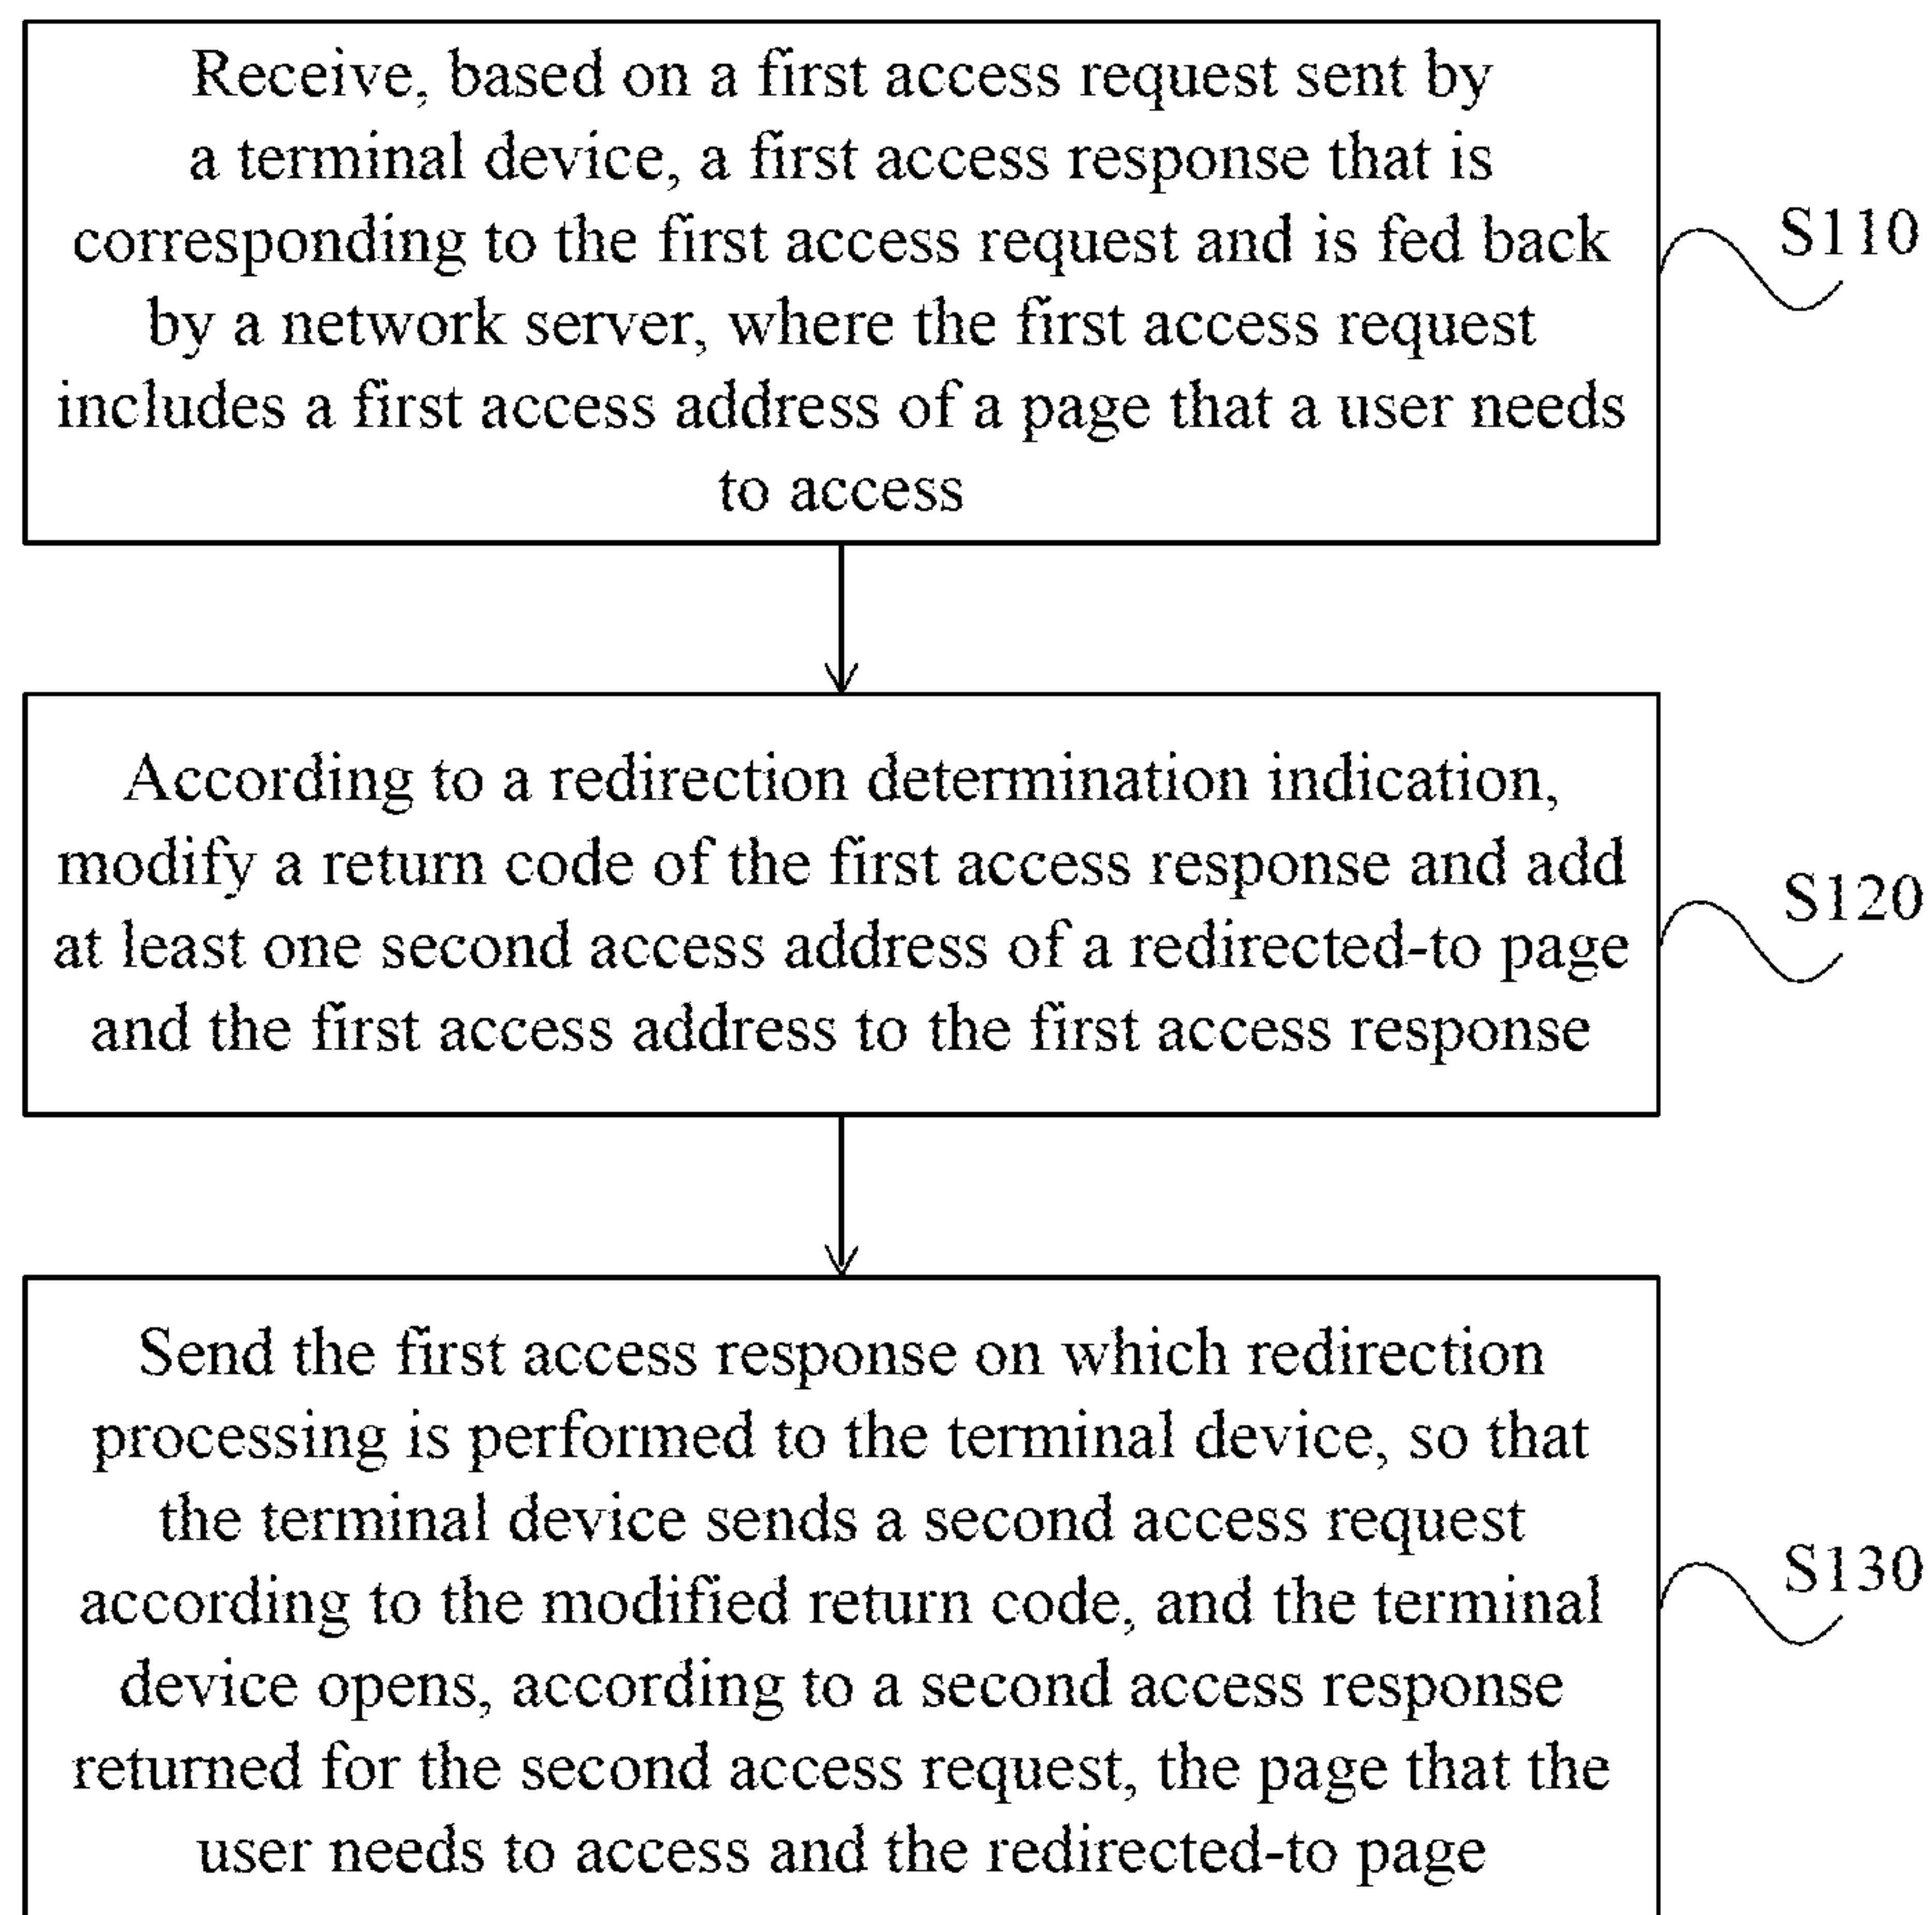 Receive, based on a first access request sent by
a terminal device, a first access response that is
corresponding to the first access request and is fed back
by a network server, where the first access request
includes a first access address of a page that a user needs
to access
S110
According to a redirection determination indication,
modify a return code of the first access response and add
at least one second access address of a redirected-to page
and the first access address to the first access response
S120
Send the first access response on which redirection
processing is performed to the terminal device, so that
the terminal device sends a second access request
according to the modified return code, and the terminal
device opens, according to a second access response
returned for the second access request, the page that the
user needs to access and the redirected-to page
S130